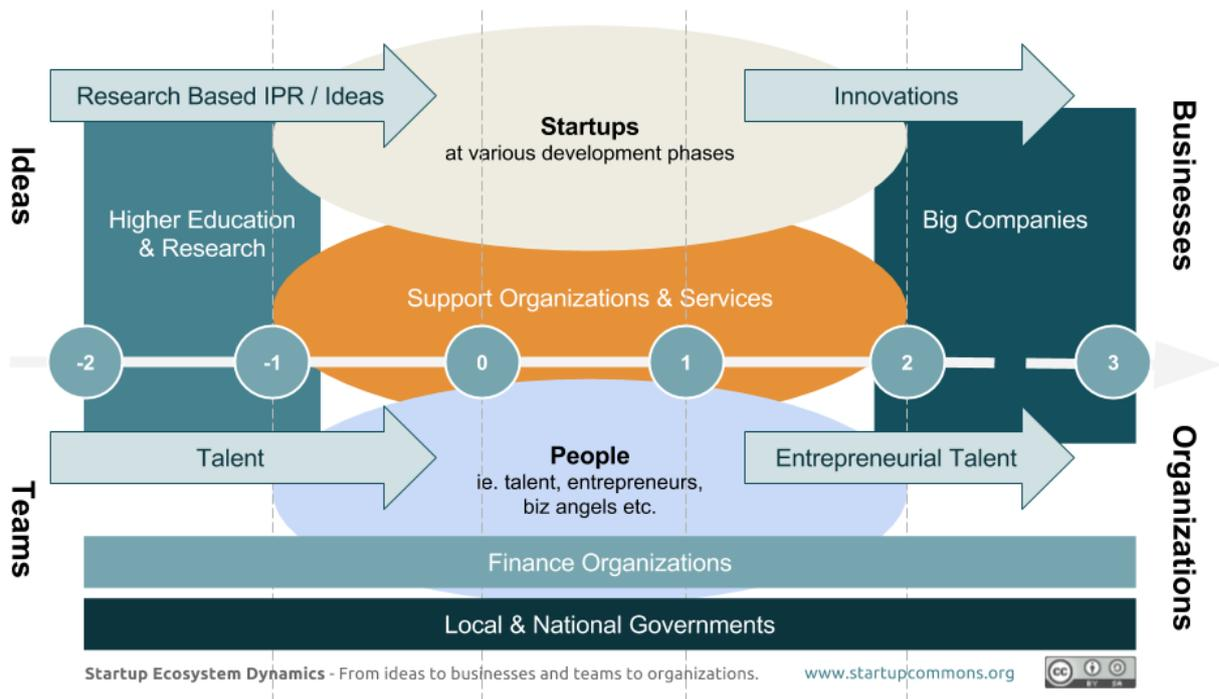 Research Based IPR / Ideas
Startups
at various development phases
Innovations
Ideas
Businesses
Higher Education
& Research
Big Companies
Support Organizations & Services
-2
-1
0
1
2
3
Talent
People
ie. talent, entrepreneurs,
biz angels etc.
Entrepreneurial Talent
Teams
Organizations
Finance Organizations
Local & National Governments
Startup Ecosystem Dynamics - From ideas to businesses and teams to organizations.
www.startupcommons.org
cc
BY SA